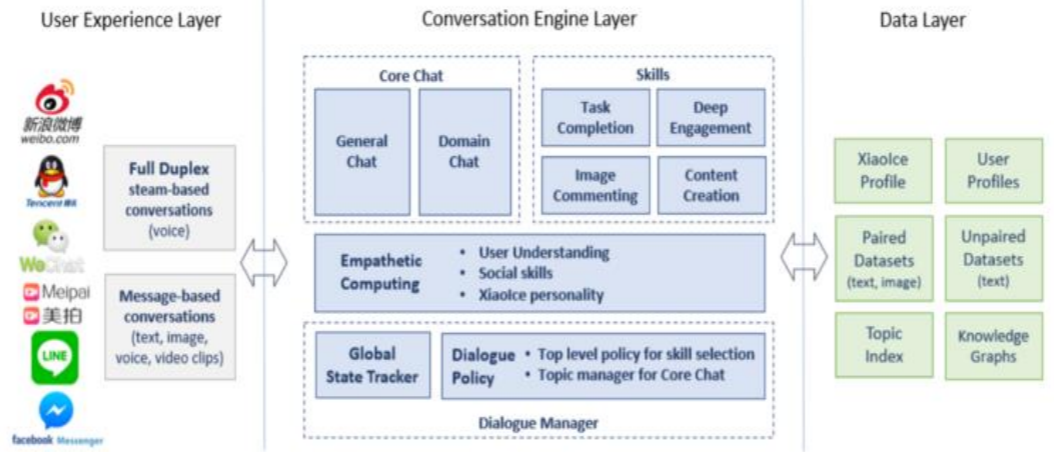 User Experience Layer
Conversation Engine Layer
Data Layer
新浪微博
weibo.com
Tencent 腾讯
WeChat
Meipai
美拍
LINE
facebook Messenger
Full Duplex
steam-based
conversations
(voice)
Message-based
conversations
(text, image,
voice, video clips)
Core Chat
General
Chat
Domain
Chat
Skills
Task
Completion
Deep
Engagement
Image
Commenting
Content
Creation
Empathetic
Computing
• User Understanding
• Social skills
• XiaoIce personality
Global
State Tracker
Dialogue
Policy
• Top level policy for skill selection
• Topic manager for Core Chat
Dialogue Manager
XiaoIce
Profile
User
Profiles
Paired
Datasets
(text, image)
Unpaired
Datasets
(text)
Topic
Index
Knowledge
Graphs